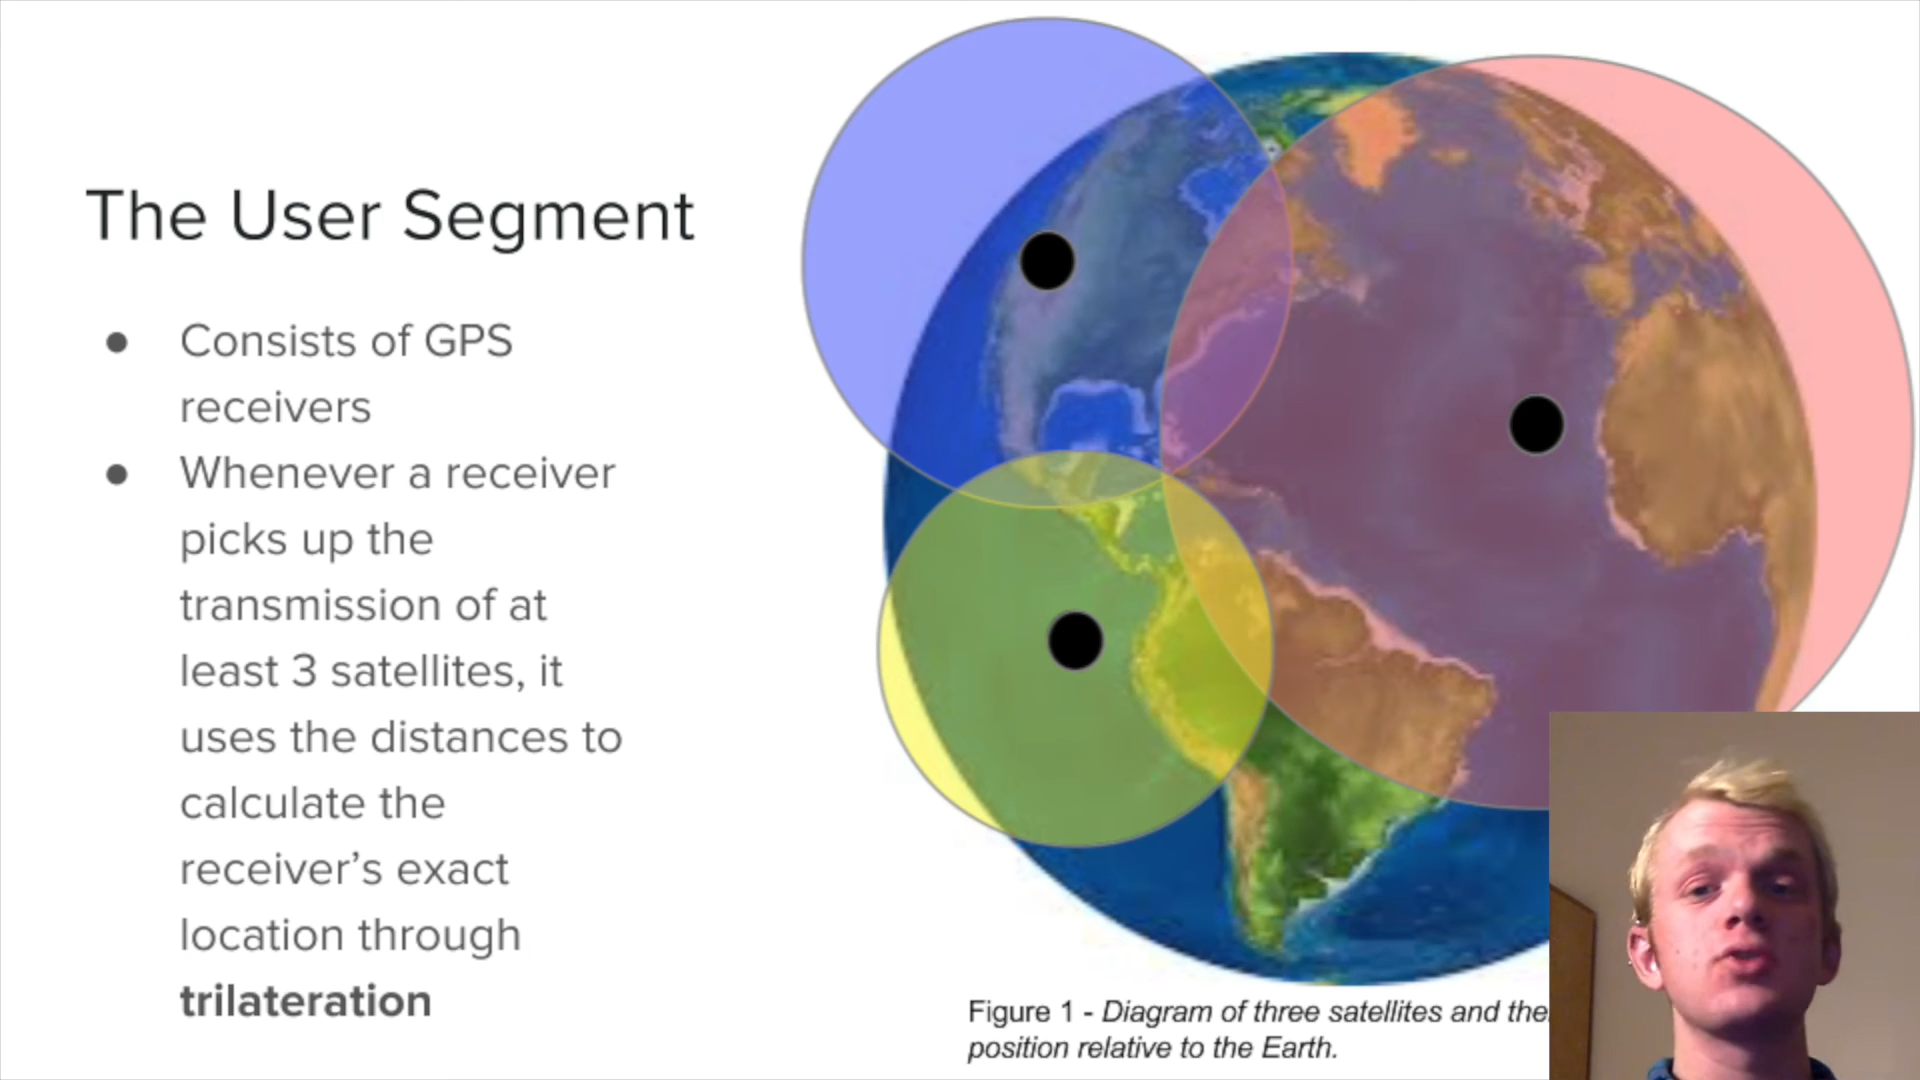 The User Segment
● Consists of GPS
receivers
● Whenever a receiver
picks up the
transmission of at
least 3 satellites, it
uses the distances to
calculate the
receiver’s exact
location through
trilateration
Figure 1 - Diagram of three satellites and
position relative to the Earth.